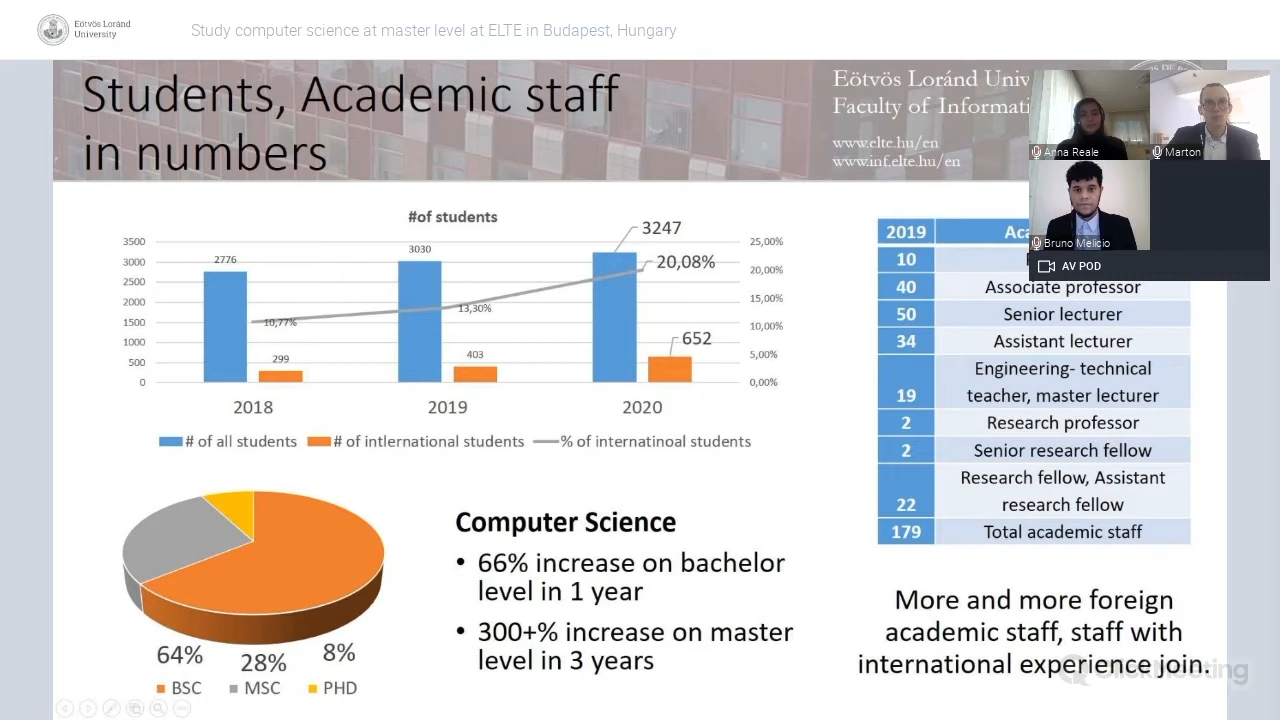 Eötvös Loránd
University
Study computer science at master level at ELTE in Budapest, Hungary
Students, Academic staff
in numbers
Eötvös Loránd Univ
Faculty of Informati
www.elte.hu/en
www.inf.elte.hu/en
Anna Reale
Marton
Bruno Melicio
AV POD
#of students
3500
3000
2500
2000
1500
1000
500
0
2776
10,77%
299
3030
13,30%
403
3247
20,08%
652
25,00%
20,00%
15,00%
10,00%
5,00%
0,00%
2018
2019
2020
# of all students
# of intlernational students
% of internatinoal students
2019 Aca
10
40 Associate professor
50 Senior lecturer
34 Assistant lecturer
Engineering- technical
19 teacher, master lecturer
2 Research professor
2 Senior research fellow
Research fellow, Assistant
22 research fellow
179 Total academic staff
64% 28% 8%
BSC MSC PHD
Computer Science
• 66% increase on bachelor
level in 1 year
• 300+% increase on master
level in 3 years
More and more foreign
academic staff, staff with
international experience join.
ClickMeeting